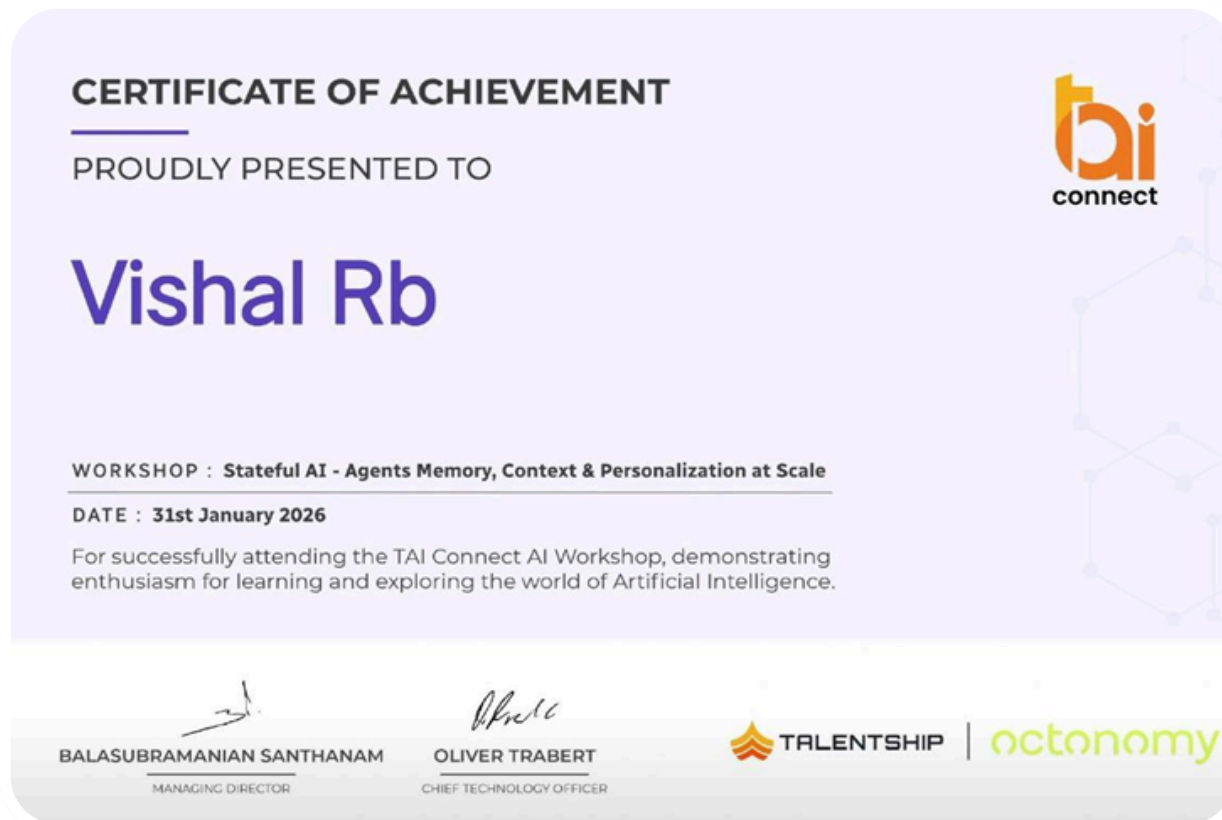 CERTIFICATE OF ACHIEVEMENT
PROUDLY PRESENTED TO
tai
connect
Vishal Rb
WORKSHOP : Stateful AI - Agents Memory, Context & Personalization at Scale
DATE : 31st January 2026
For successfully attending the TAI Connect AI Workshop, demonstrating
enthusiasm for learning and exploring the world of Artificial Intelligence.
BALASUBRAMANIAN SANTHANAM
MANAGING DIRECTOR
OLIVER TRABERT
CHIEF TECHNOLOGY OFFICER
TALENTSHIP | octonomy